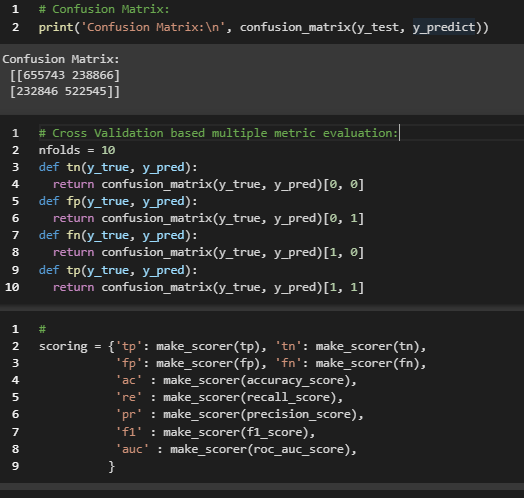 1 # Confusion Matrix:
2 print('Confusion Matrix:\n', confusion_matrix(y_test, y_predict))
Confusion Matrix:
 [[655743 238866]
 [232846 522545]]
1 # Cross Validation based multiple metric evaluation:
2 nfolds = 10
3 def tn(y_true, y_pred):
4   return confusion_matrix(y_true, y_pred)[0, 0]
5 def fp(y_true, y_pred):
6   return confusion_matrix(y_true, y_pred)[0, 1]
7 def fn(y_true, y_pred):
8   return confusion_matrix(y_true, y_pred)[1, 0]
9 def tp(y_true, y_pred):
10   return confusion_matrix(y_true, y_pred)[1, 1]
1 #
2 scoring = {'tp': make_scorer(tp), 'tn': make_scorer(tn),
3            'fp': make_scorer(fp), 'fn': make_scorer(fn),
4            'ac' : make_scorer(accuracy_score),
5            're' : make_scorer(recall_score),
6            'pr' : make_scorer(precision_score),
7            'f1' : make_scorer(f1_score),
8            'auc' : make_scorer(roc_auc_score),
9           }